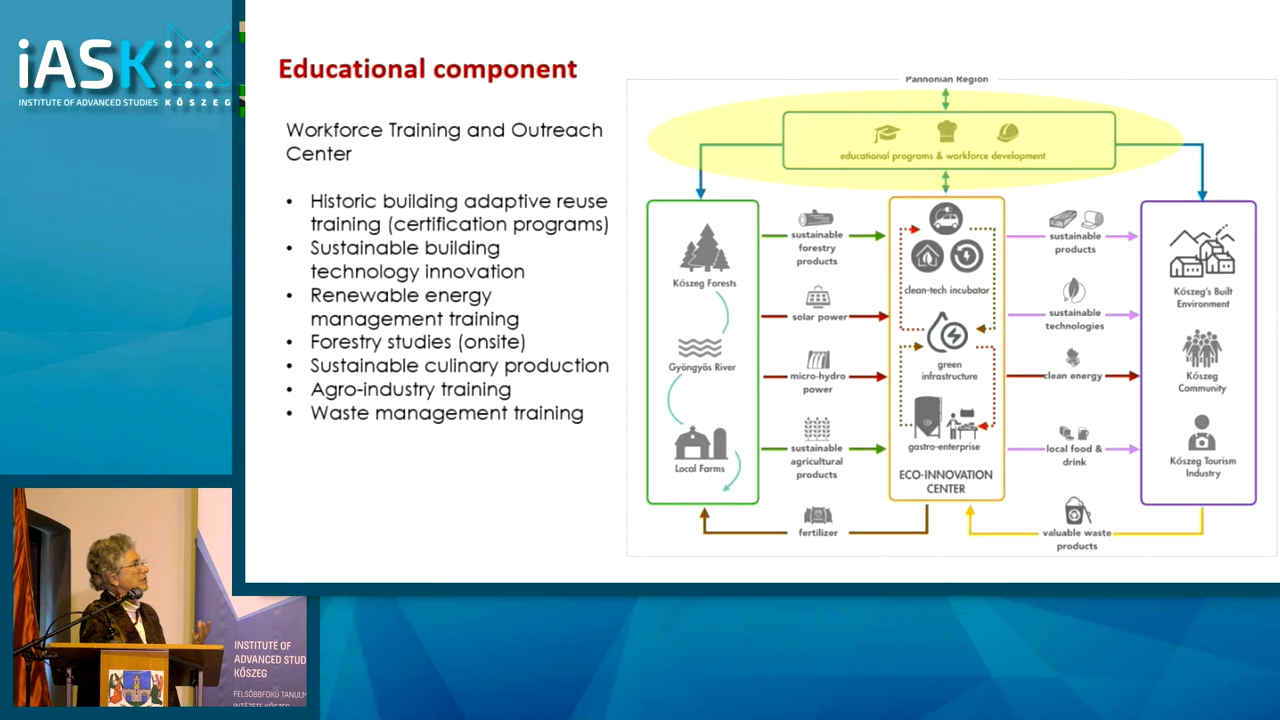 iASK
INSTITUTE OF ADVANCED STUDIES KŐSZEG
Educational component
Workforce Training and Outreach
Center
• Historic building adaptive reuse
training (certification programs)
• Sustainable building
technology innovation
• Renewable energy
management training
• Forestry studies (onsite)
• Sustainable culinary production
• Agro-industry training
• Waste management training
Pannonian Region
educational programs & workforce development
Kőszeg Forests
Gyöngyös River
Local Farms
sustainable
forestry
products
solar power
micro-hydro
power
sustainable
agricultural
products
fertilizer
clean-tech incubator
green
infrastructure
gastro-enterprise
ECO-INNOVATION
CENTER
sustainable
products
sustainable
technologies
clean energy
local food &
drink
valuable waste
products
Kőszeg's Built
Environment
Kőszeg
Community
Kőszeg Tourism
Industry
INSTITUTE OF
ADVANCED STUD
KŐSZEG
FELSŐBBFOKÚ TANULM
INTÉZETE KŐSZEG